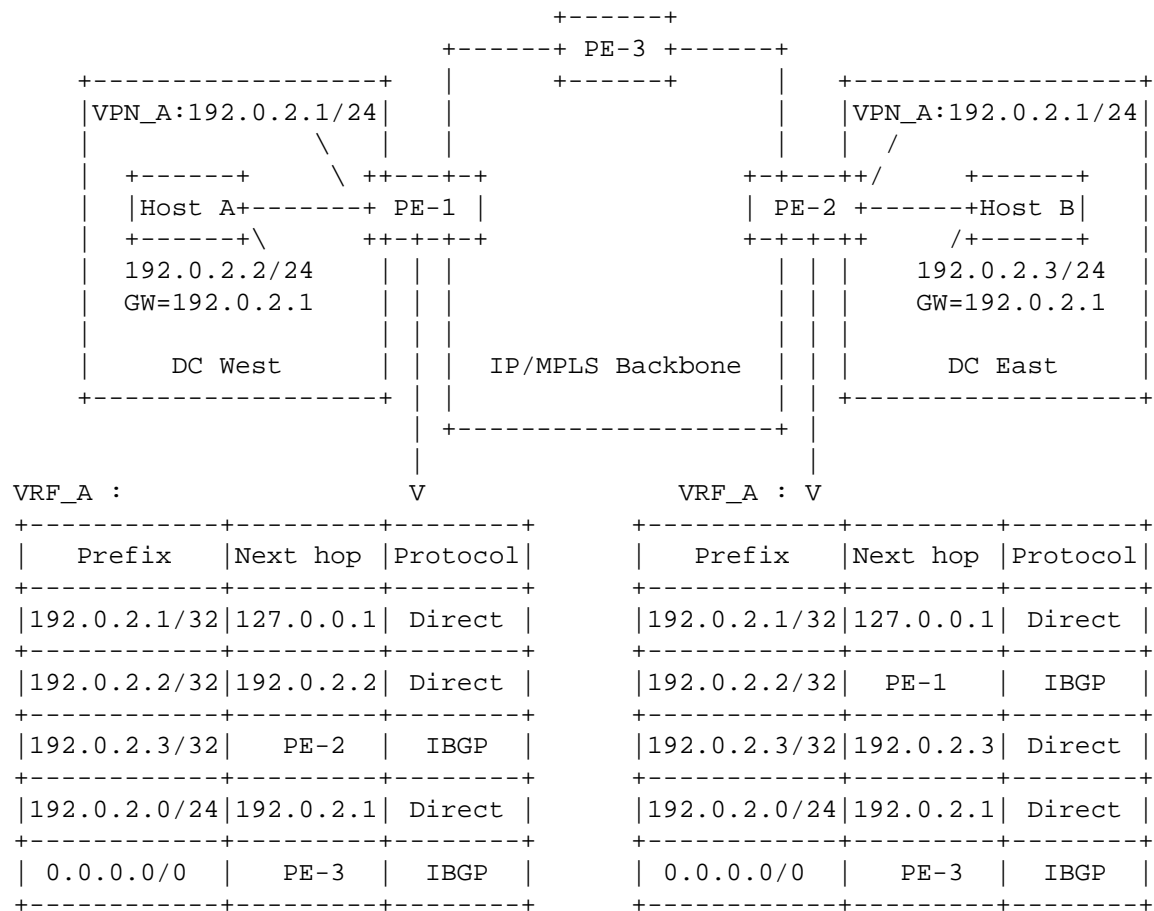 PE-3
VPN_A:192.0.2.1/24 VPN_A:192.0.2.1/24
Host A PE-1 PE-2 Host B
192.0.2.2/24 192.0.2.3/24
GW=192.0.2.1 GW=192.0.2.1
DC West IP/MPLS Backbone DC East
VRF_A : V VRF_A : V
Prefix Next hop Protocol Prefix Next hop Protocol
192.0.2.1/32 127.0.0.1 Direct 192.0.2.1/32 127.0.0.1 Direct
192.0.2.2/32 192.0.2.2 Direct 192.0.2.2/32 PE-1 IBGP
192.0.2.3/32 PE-2 IBGP 192.0.2.3/32 192.0.2.3 Direct
192.0.2.0/24 192.0.2.1 Direct 192.0.2.0/24 192.0.2.1 Direct
0.0.0.0/0 PE-3 IBGP 0.0.0.0/0 PE-3 IBGP